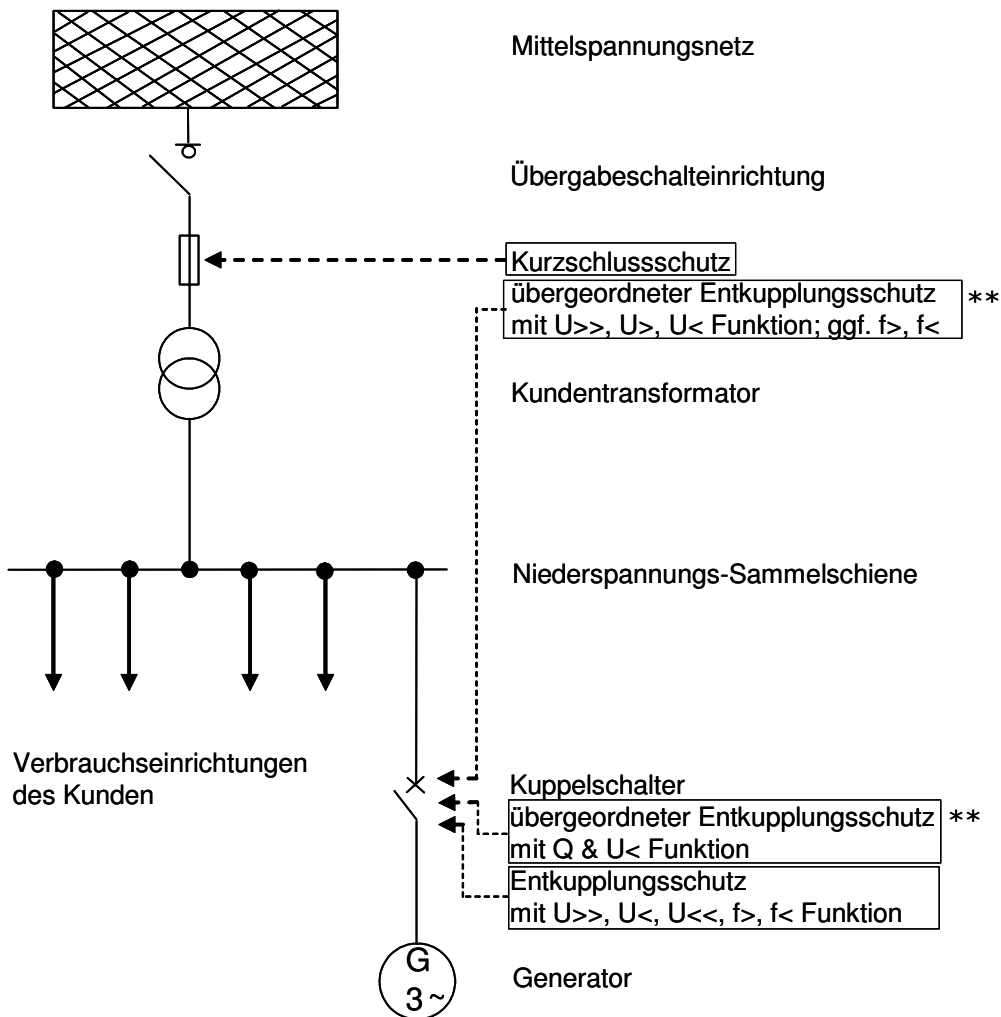 Mittelspannungsnetz
Übergabeschalteinrichtung
Kurzschlussschutz
übergeordneter Entkupplungsschutz **
mit U>>, U>, U< Funktion; ggf. f>, f<
Kundentransformator
Niederspannungs-Sammelschiene
Verbrauchseinrichtungen
des Kunden
Kuppelschalter
übergeordneter Entkupplungsschutz **
mit Q & U< Funktion
Entkupplungsschutz
mit U>>, U<, U<<, f>, f< Funktion
G
3~
Generator